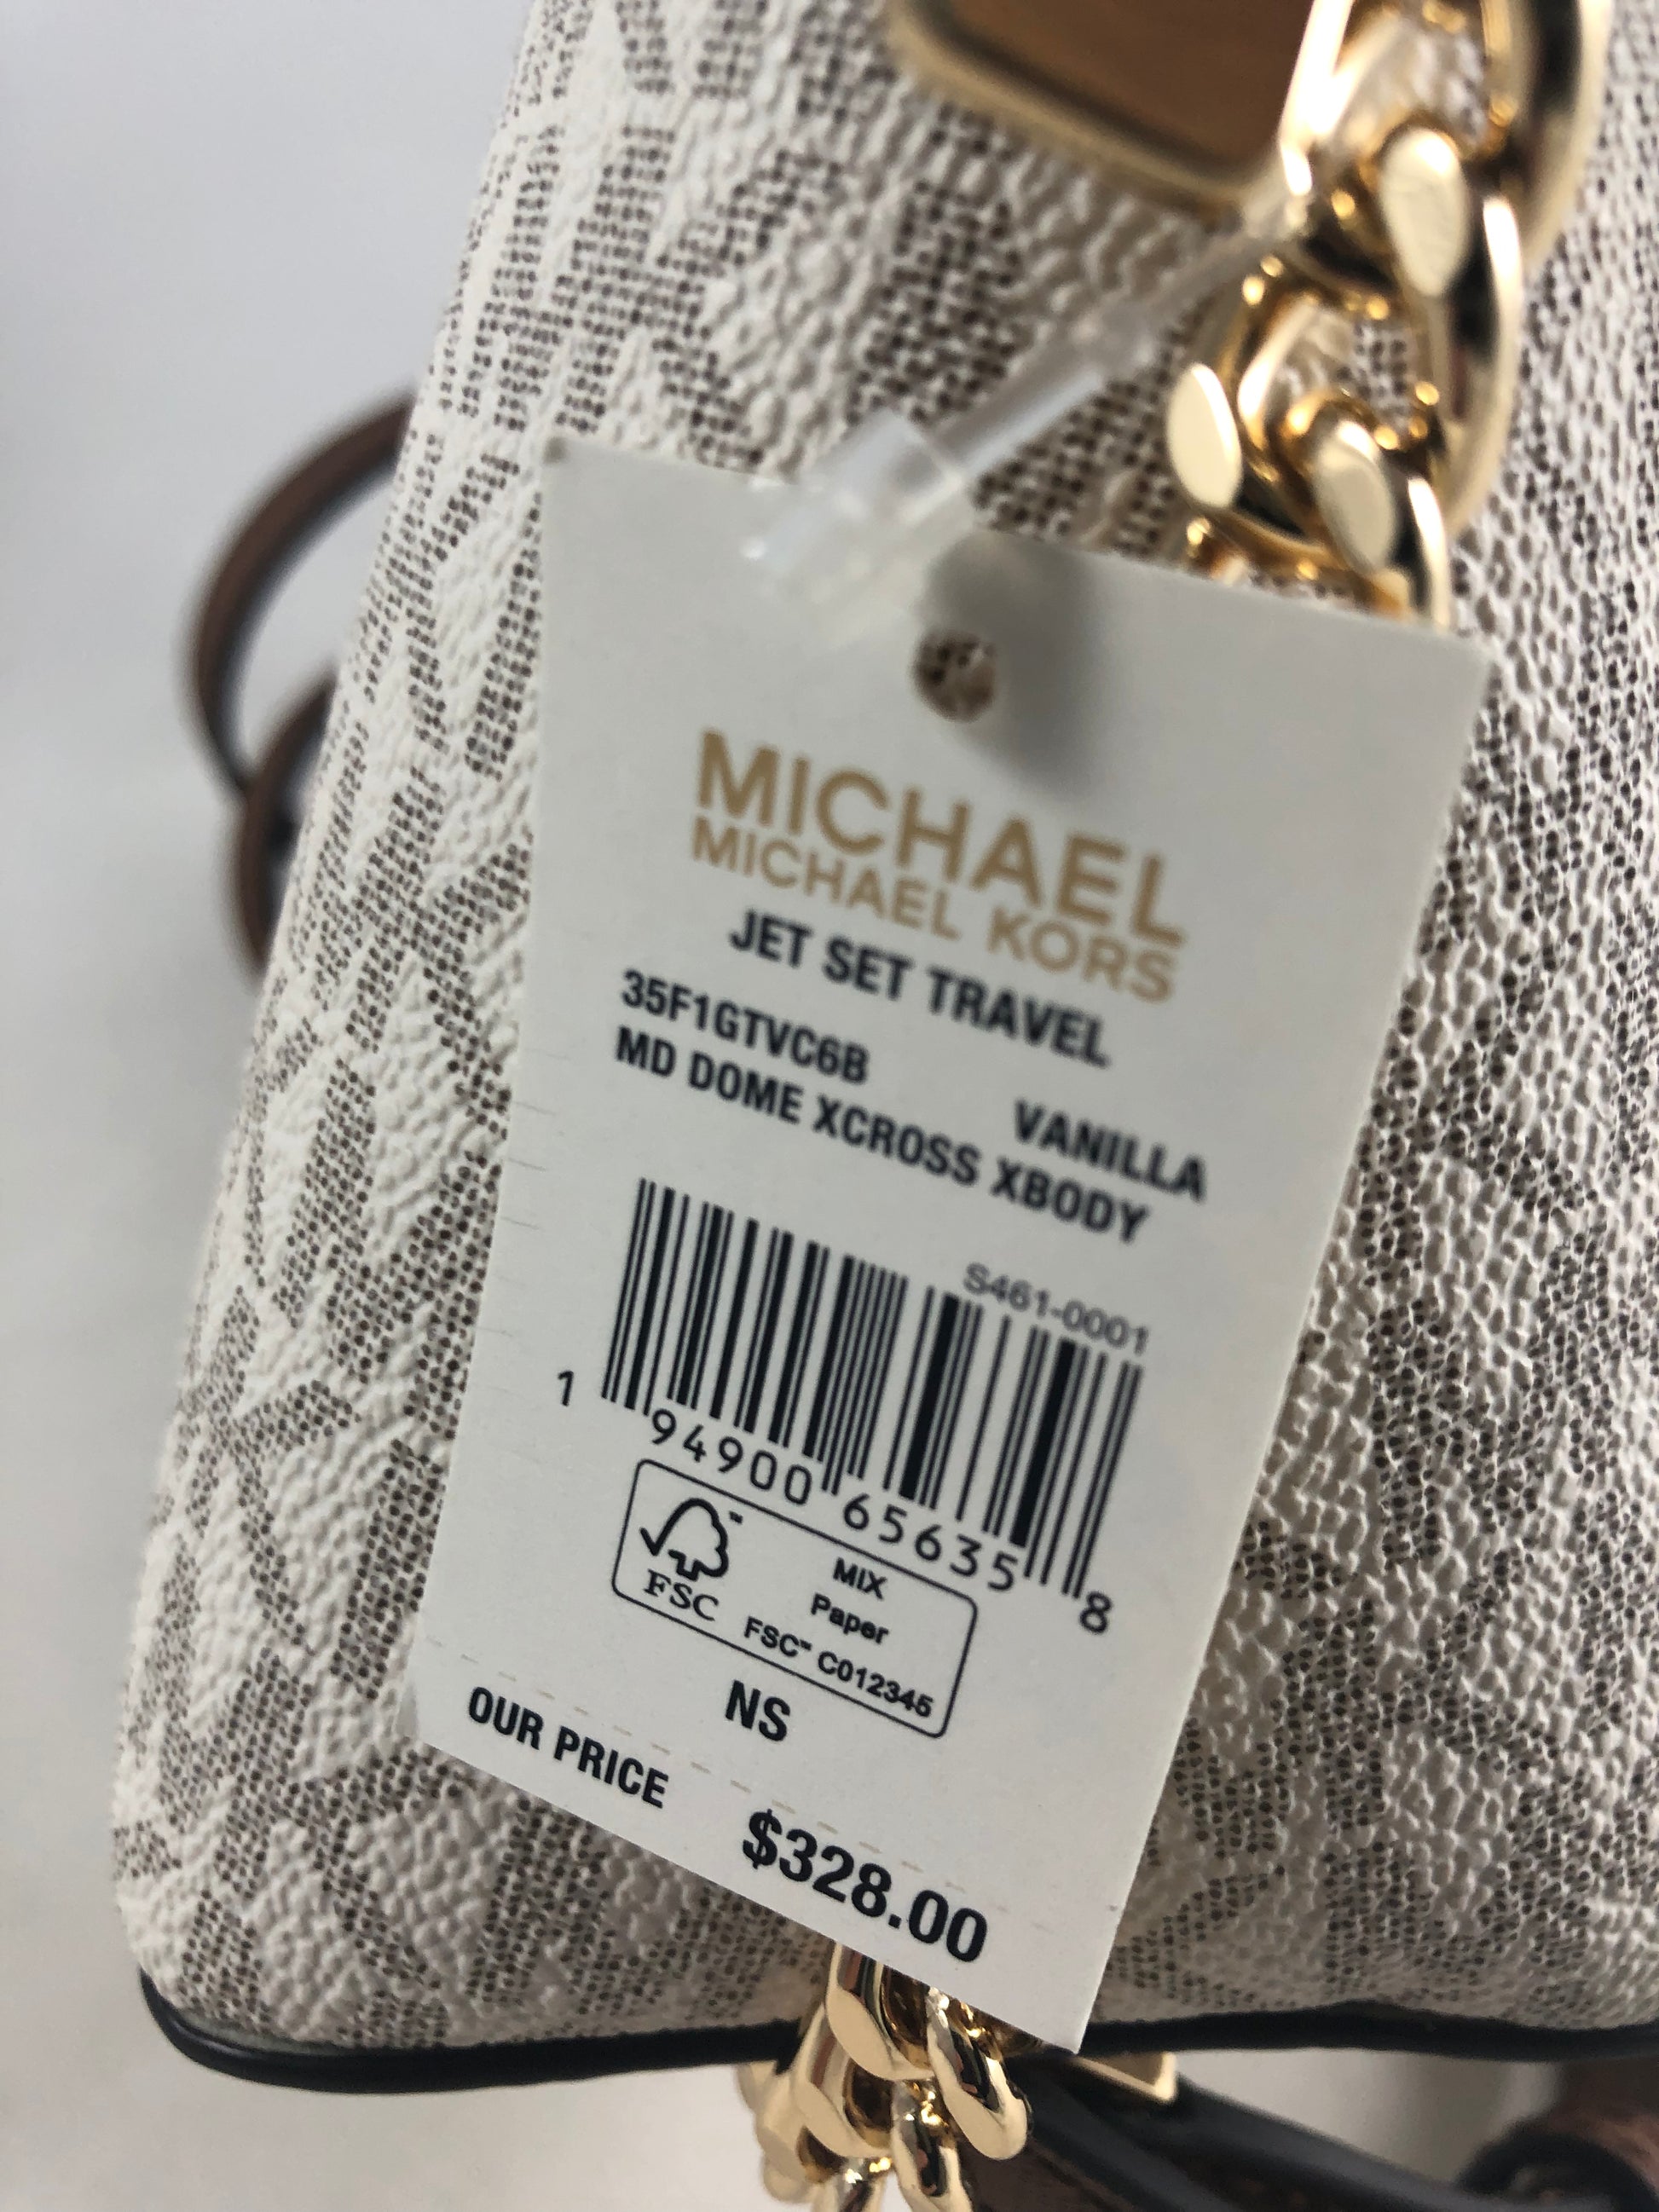 MICHAEL
MICHAEL KORS
JET SET TRAVEL
35F1GTVC6B
VANILLA
MD DOME XCROSS XBODY
S461-0001
1 94900 65635 8
FSC
MIX
Paper
FSC™ C012345
NS
OUR PRICE
$328.00